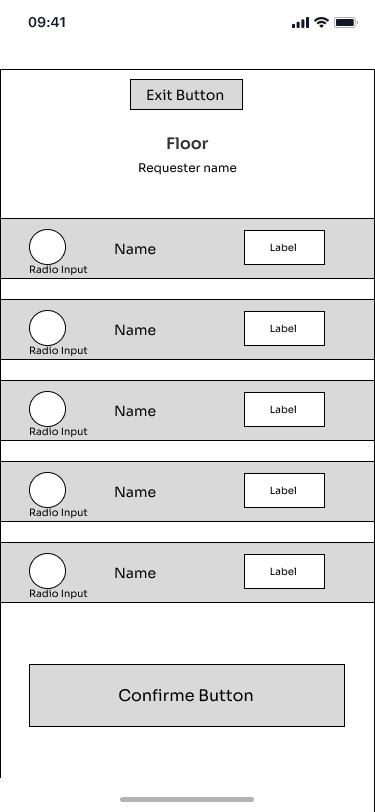 09:41
Exit Button
Floor
Requester name
Name
Label
Radio Input
Name
Label
Radio Input
Name
Label
Radio Input
Name
Label
Radio Input
Name
Label
Radio Input
Confirme Button